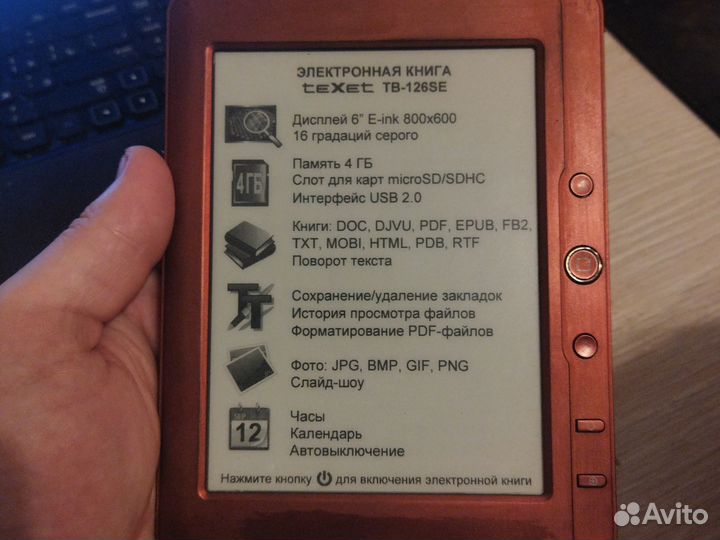 ЭЛЕКТРОННАЯ КНИГА
teXet TB-126SE
Дисплей 6" E-ink 800x600
16 градаций серого
4ГБ
Память 4 ГБ
Слот для карт microSD/SDHC
Интерфейс USB 2.0
Книги: DOC, DJVU, PDF, EPUB, FB2,
TXT, MOBI, HTML, PDB, RTF
Поворот текста
Сохранение/удаление закладок
История просмотра файлов
Форматирование PDF-файлов
Фото: JPG, BMP, GIF, PNG
Слайд-шоу
SEP
12
Часы
Календарь
Автовыключение
Нажмите кнопку для включения электронной книги
Avito